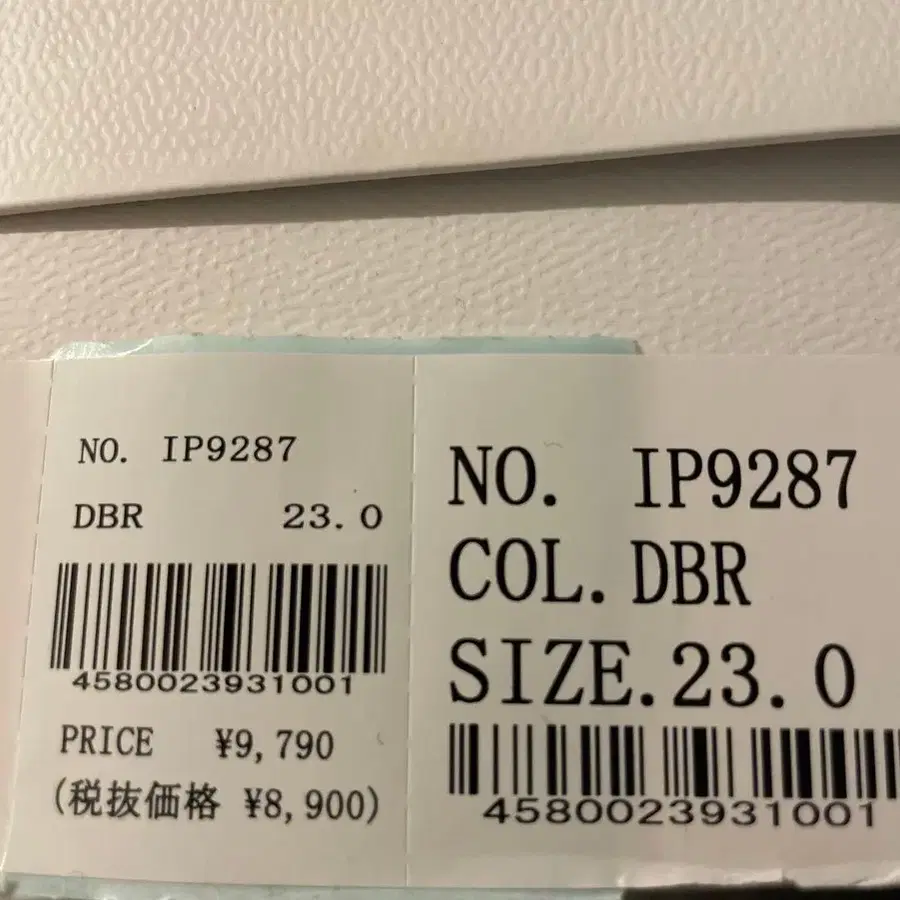 NO. IP9287
DBR 23.0
4580023931001
PRICE ¥9,790
(税抜価格 ¥8,900)
NO. IP9287
COL.DBR
SIZE.23.0
4580023931001